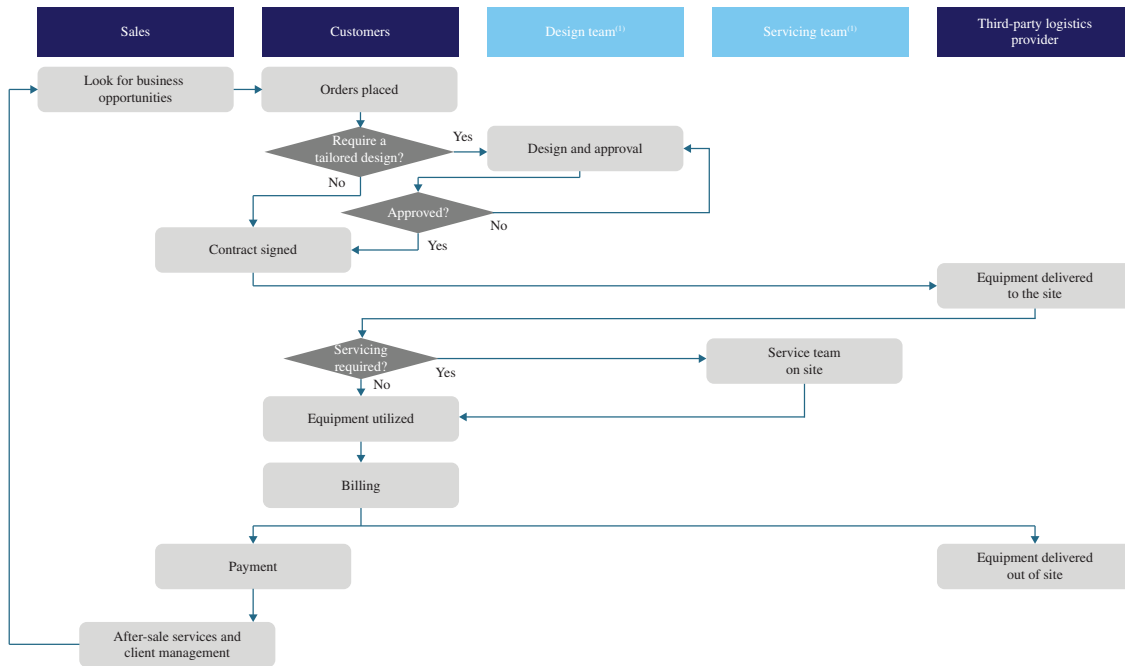 Sales
Customers
Design team(1)
Servicing team(1)
Third-party logistics
provider
Look for business
opportunities
Orders placed
Require a
tailored design?
Yes
No
Design and approval
Approved?
No
Yes
Contract signed
Equipment delivered
to the site
Servicing
required?
Yes
No
Service team
on site
Equipment utilized
Billing
Payment
Equipment delivered
out of site
After-sale services and
client management